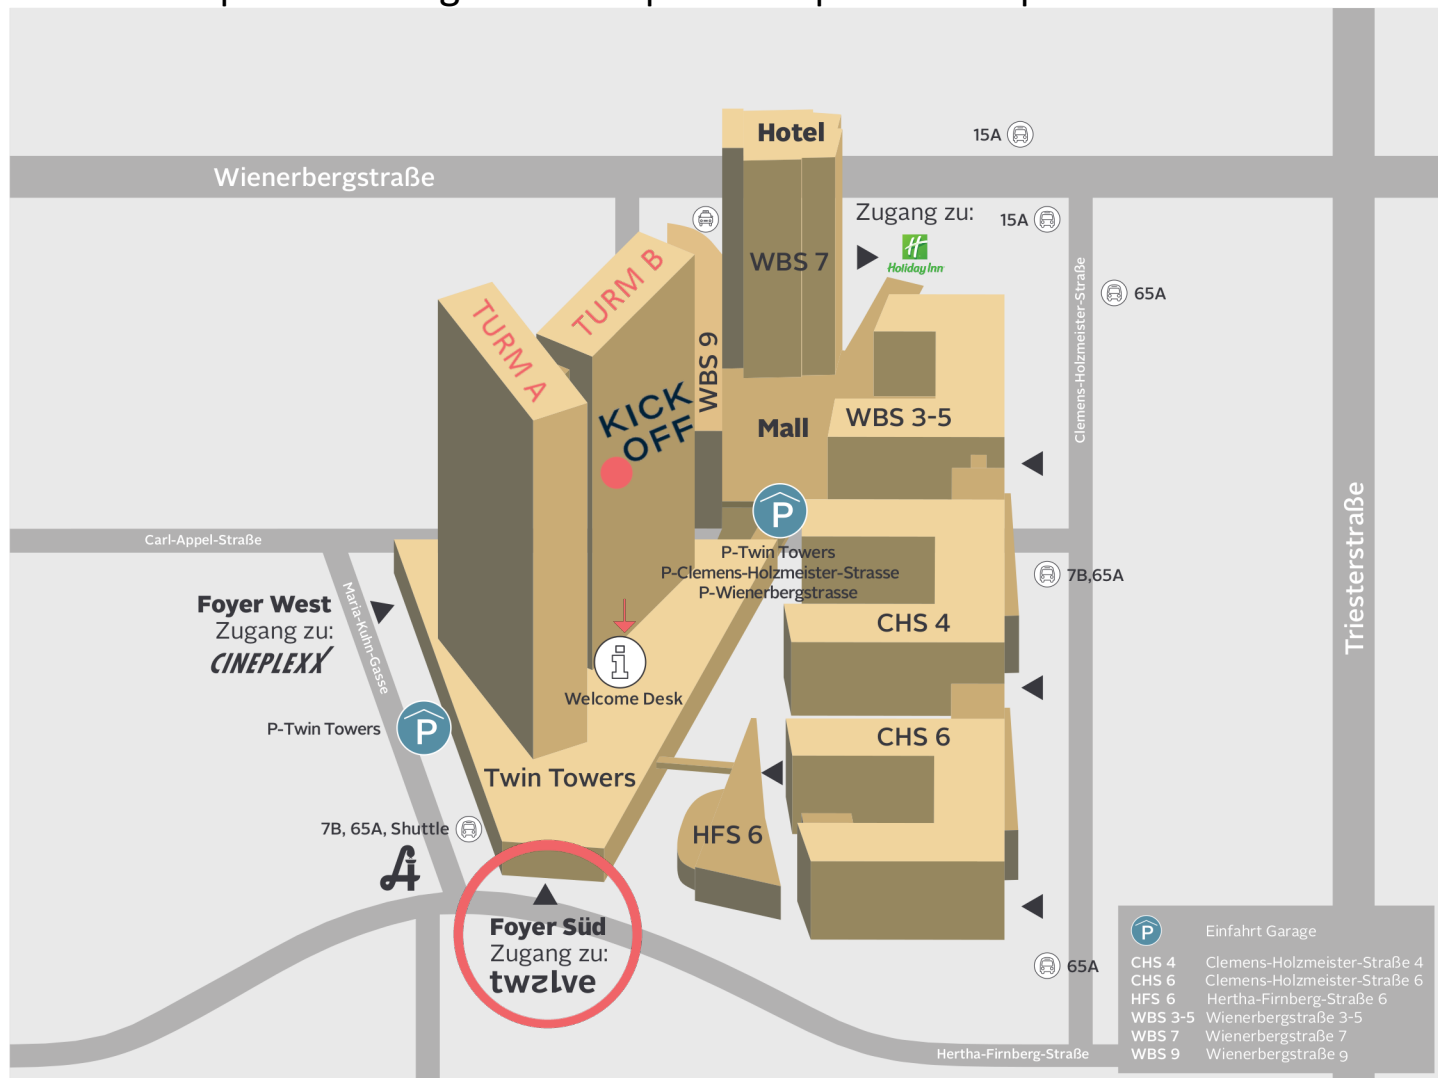 Hotel
15A
Wienerbergstraße
Zugang zu:
15A
H
Holiday Inn
WBS 7
TURM B
TURM A
65A
Clemens-Holzmeister-Straße
WBS 9
KICK
OFF
Mall
WBS 3-5
Triesterstraße
P
Carl-Appel-Straße
P-Twin Towers
P-Clemens-Holzmeister-Strasse
P-Wienerbergstrasse
7B,65A
Foyer West
Zugang zu:
CINEPLEXX
Maria-Kuhn-Gasse
CHS 4
i
Welcome Desk
P-Twin Towers
P
CHS 6
Twin Towers
7B, 65A, Shuttle
HFS 6
Foyer Süd
Zugang zu:
twelve
65A
Hertha-Firnberg-Straße
P Einfahrt Garage
CHS 4 Clemens-Holzmeister-Straße 4
CHS 6 Clemens-Holzmeister-Straße 6
HFS 6 Hertha-Firnberg-Straße 6
WBS 3-5 Wienerbergstraße 3-5
WBS 7 Wienerbergstraße 7
WBS 9 Wienerbergstraße 9